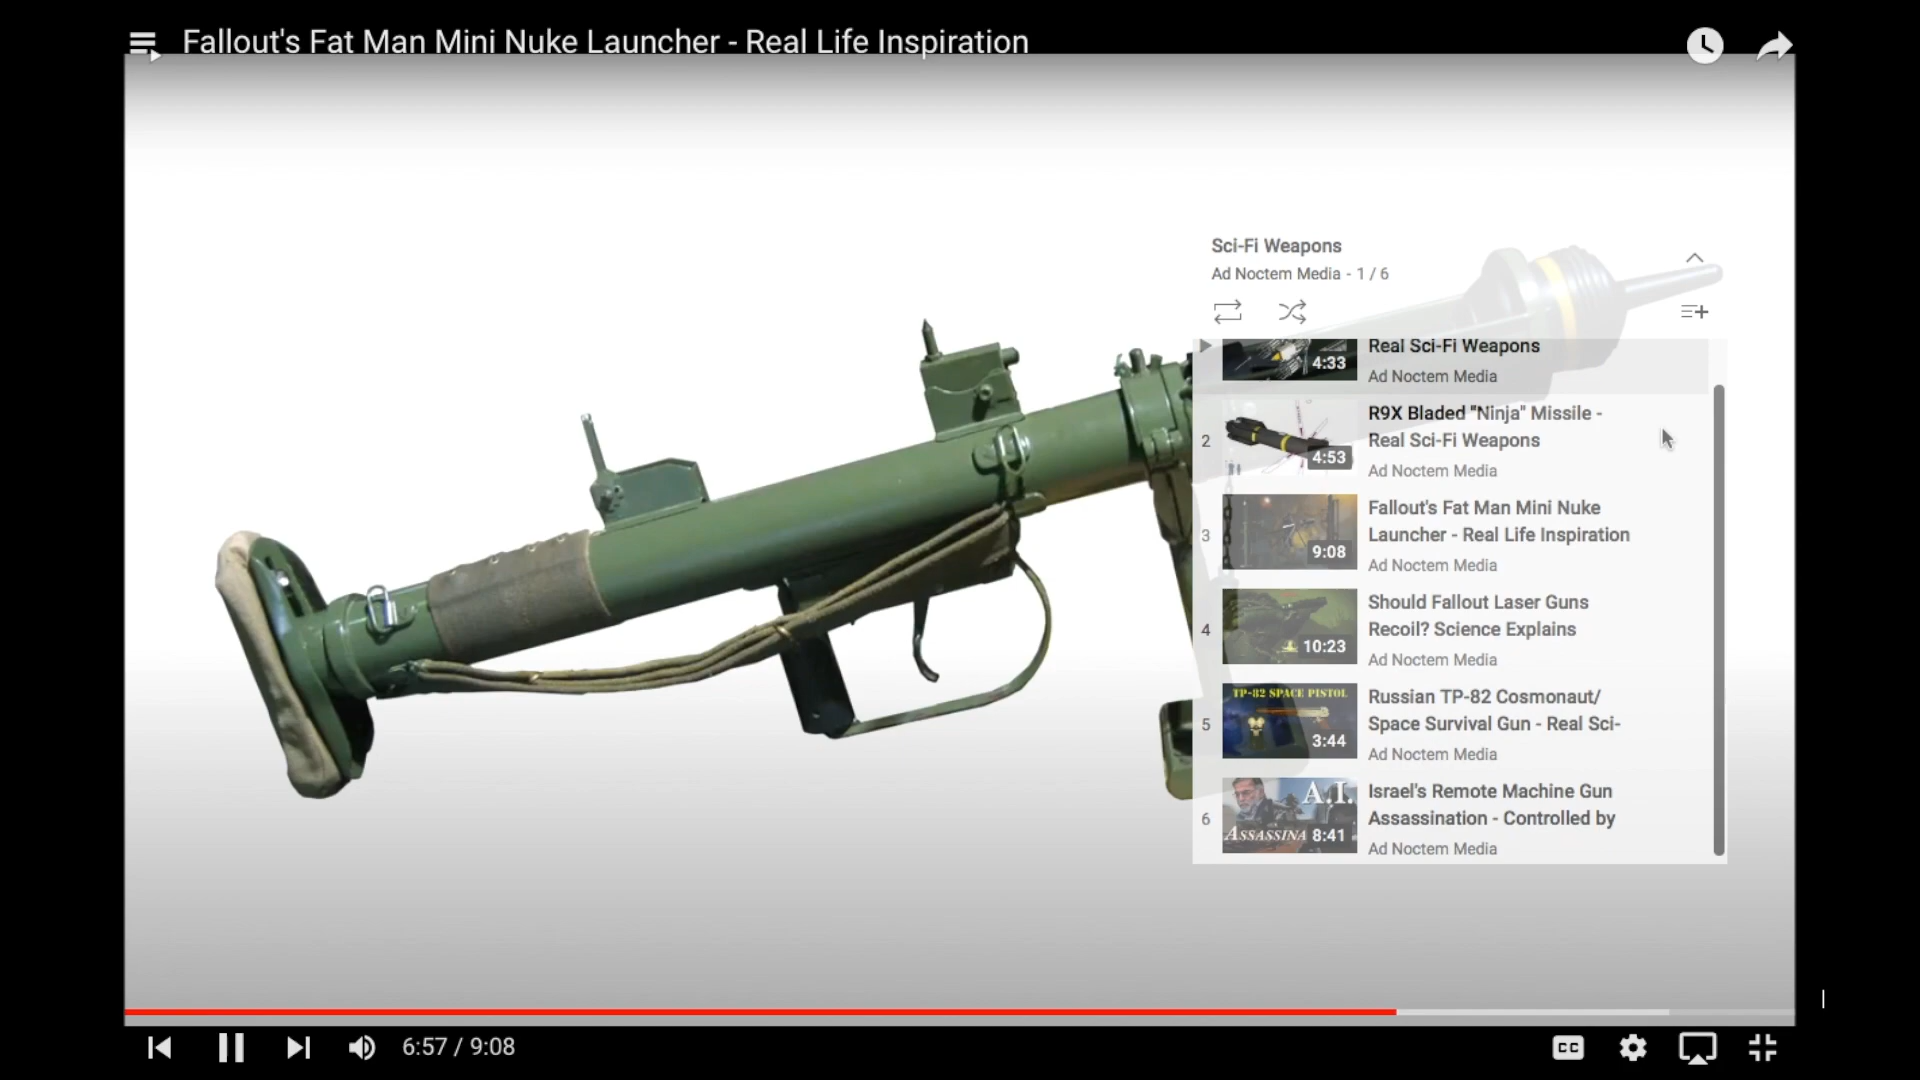 Fallout's Fat Man Mini Nuke Launcher - Real Life Inspiration
Sci-Fi Weapons
Ad Noctem Media - 1 / 6
4:33
Real Sci-Fi Weapons
Ad Noctem Media
2
4:53
R9X Bladed "Ninja" Missile -
Real Sci-Fi Weapons
Ad Noctem Media
3
9:08
Fallout's Fat Man Mini Nuke
Launcher - Real Life Inspiration
Ad Noctem Media
4
10:23
Should Fallout Laser Guns
Recoil? Science Explains
Ad Noctem Media
5
TP-82 SPACE PISTOL
3:44
Russian TP-82 Cosmonaut/
Space Survival Gun - Real Sci-
Ad Noctem Media
6
A.I.
ASSASSINA 8:41
Israel's Remote Machine Gun
Assassination - Controlled by
Ad Noctem Media
6:57 / 9:08
CC